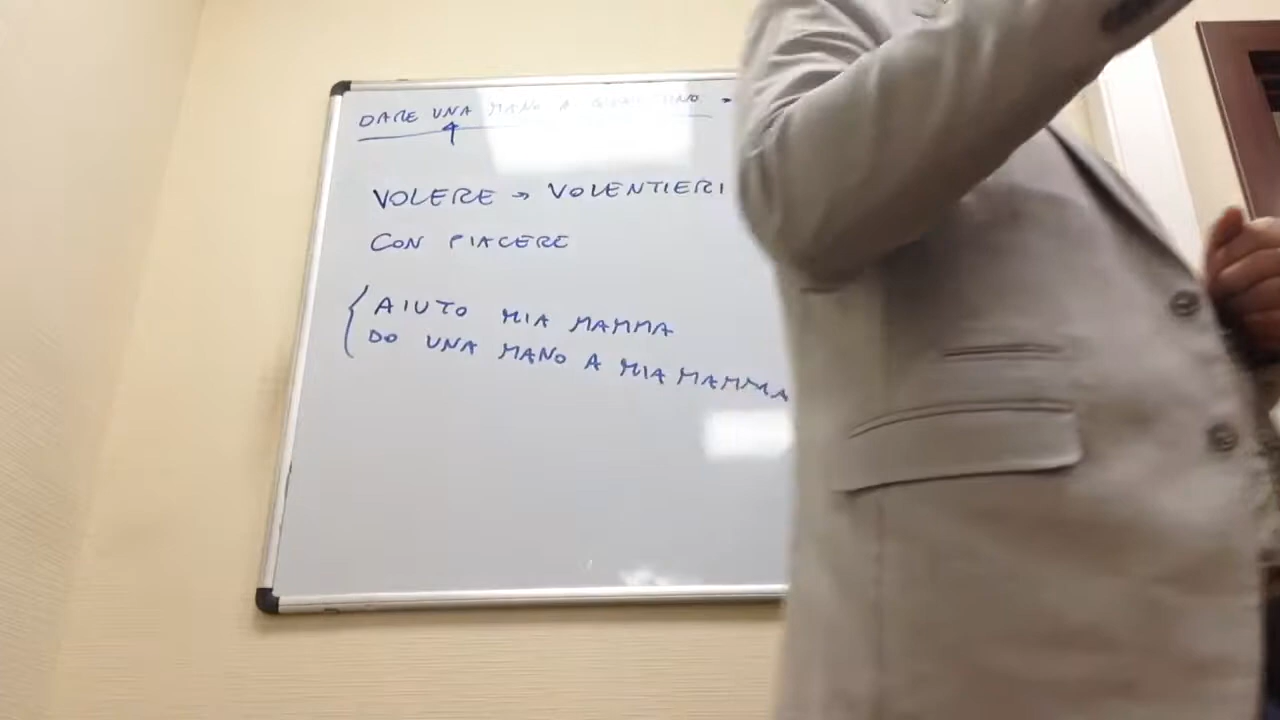 DARE UNA MANO A QUALCUNO →
VOLERE → VOLENTIERI
CON PIACERE
AIUTO MIA MAMMA
DO UNA MANO A MIA MAMMA